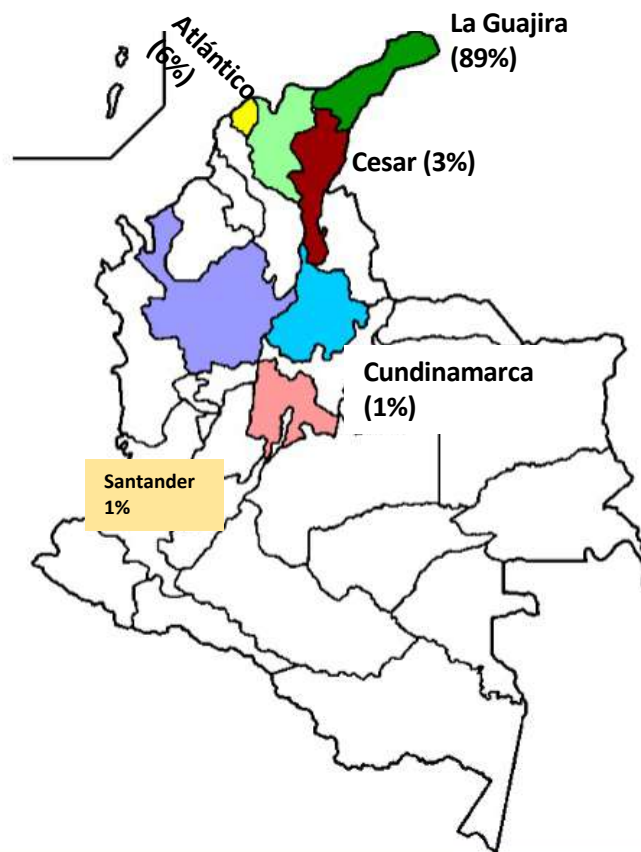 Atlántico
(6%)
La Guajira
(89%)
Cesar (3%)
Cundinamarca
(1%)
Santander
1%